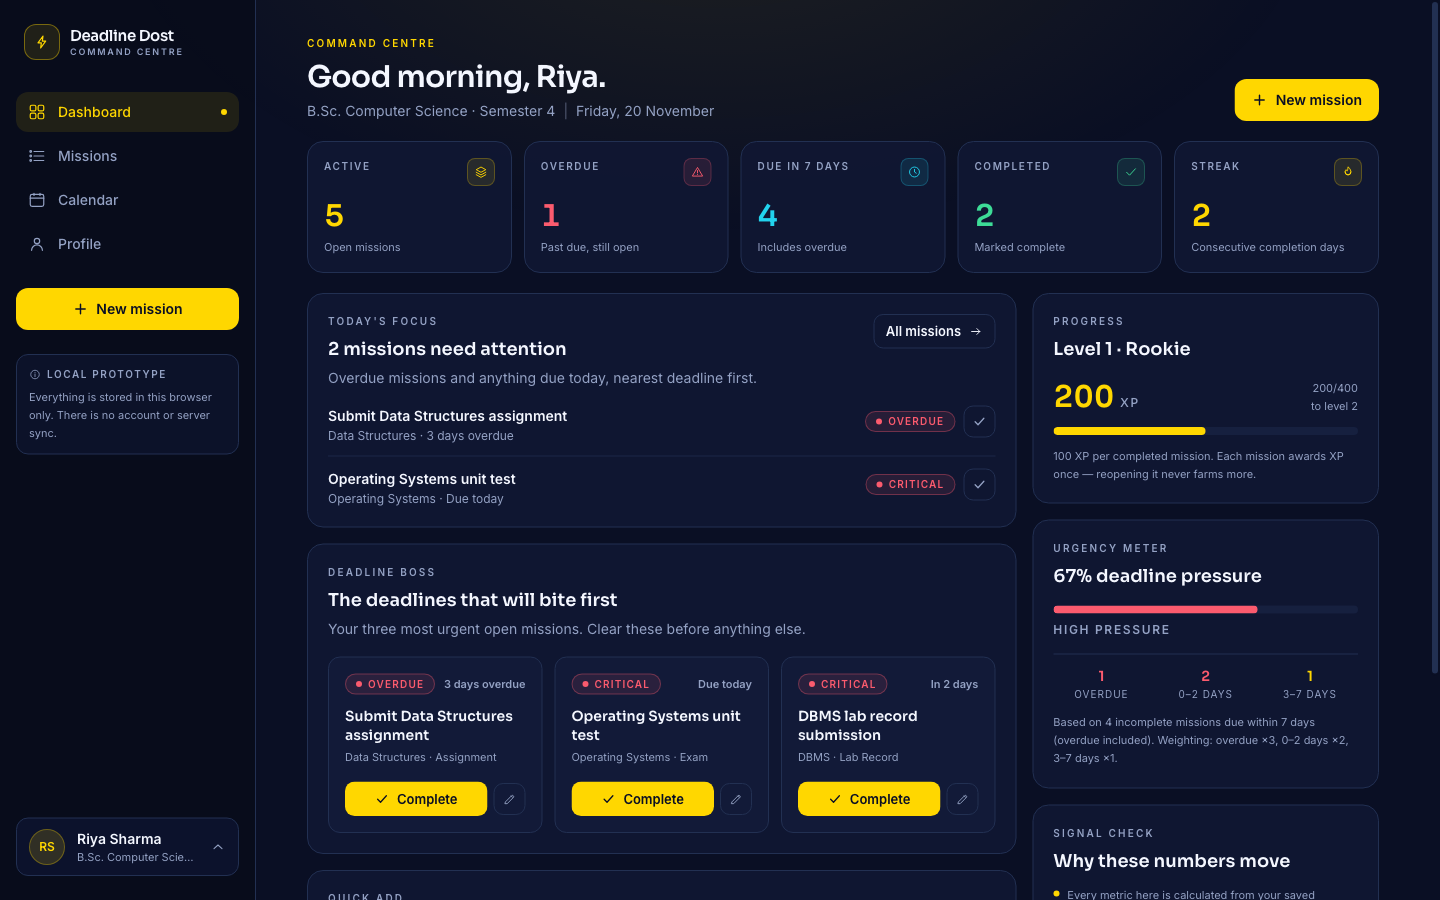 Deadline Dost
COMMAND CENTRE
Dashboard
Missions
Calendar
Profile
New mission
LOCAL PROTOTYPE
Everything is stored in this browser
only. There is no account or server
sync.
RS
Riya Sharma
B.Sc. Computer Scie...
COMMAND CENTRE
Good morning, Riya.
B.Sc. Computer Science · Semester 4 | Friday, 20 November
New mission
ACTIVE
5
Open missions
OVERDUE
1
Past due, still open
DUE IN 7 DAYS
4
Includes overdue
COMPLETED
2
Marked complete
STREAK
2
Consecutive completion days
TODAY'S FOCUS
2 missions need attention
Overdue missions and anything due today, nearest deadline first.
All missions →
Submit Data Structures assignment
Data Structures · 3 days overdue
OVERDUE
Operating Systems unit test
Operating Systems · Due today
CRITICAL
DEADLINE BOSS
The deadlines that will bite first
Your three most urgent open missions. Clear these before anything else.
OVERDUE 3 days overdue
Submit Data Structures
assignment
Data Structures · Assignment
Complete
CRITICAL Due today
Operating Systems unit
test
Operating Systems · Exam
Complete
CRITICAL In 2 days
DBMS lab record
submission
DBMS · Lab Record
Complete
QUICK ADD
PROGRESS
Level 1 · Rookie
200 XP
200/400
to level 2
100 XP per completed mission. Each mission awards XP
once — reopening it never farms more.
URGENCY METER
67% deadline pressure
HIGH PRESSURE
1
OVERDUE
2
0–2 DAYS
1
3–7 DAYS
Based on 4 incomplete missions due within 7 days
(overdue included). Weighting: overdue ×3, 0–2 days ×2,
3–7 days ×1.
SIGNAL CHECK
Why these numbers move
Every metric here is calculated from your saved